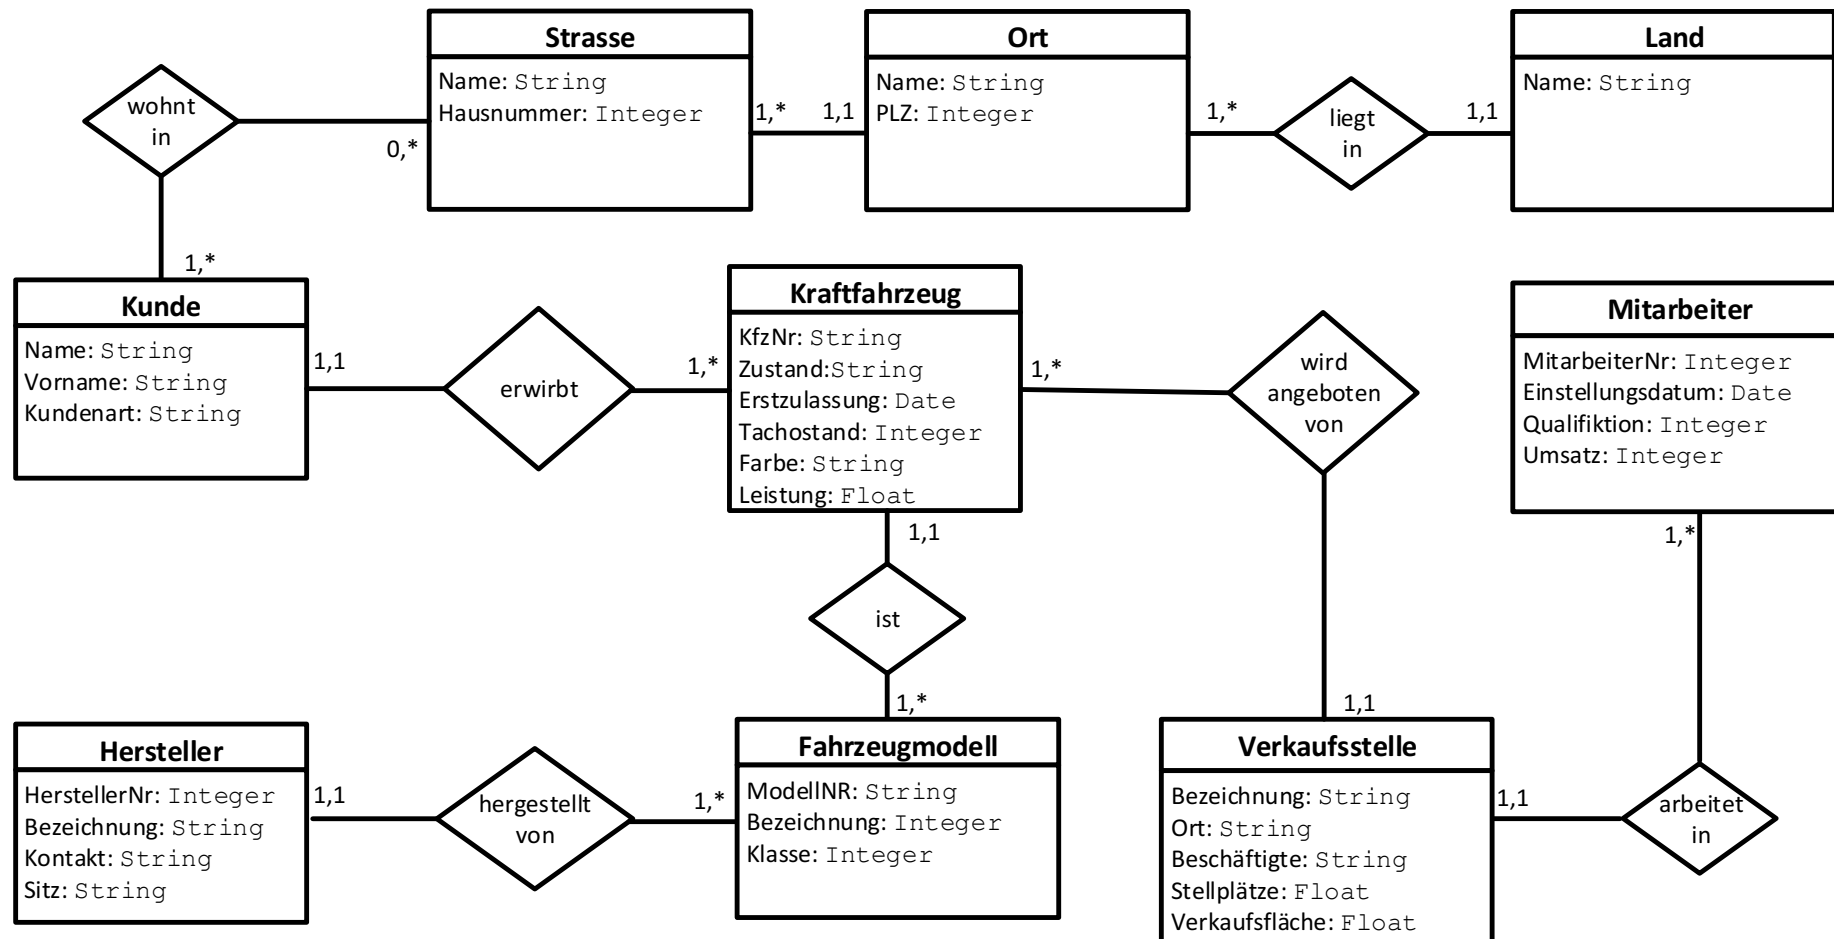 Strasse
Name: String
Hausnummer: Integer
Ort
Name: String
PLZ: Integer
Land
Name: String
wohnt
in
0,*
1,*
1,1
1,*
liegt
in
1,1
1,*
Kunde
Name: String
Vorname: String
Kundenart: String
1,1
erwirbt
1,*
Kraftfahrzeug
KfzNr: String
Zustand:String
Erstzulassung: Date
Tachostand: Integer
Farbe: String
Leistung: Float
1,*
wird
angeboten
von
Mitarbeiter
MitarbeiterNr: Integer
Einstellungsdatum: Date
Qualifiktion: Integer
Umsatz: Integer
1,1
ist
1,*
1,1
1,*
Hersteller
HerstellerNr: Integer
Bezeichnung: String
Kontakt: String
Sitz: String
1,1
hergestellt
von
1,*
Fahrzeugmodell
ModellNR: String
Bezeichnung: Integer
Klasse: Integer
Verkaufsstelle
Bezeichnung: String
Ort: String
Beschäftigte: String
Stellplätze: Float
Verkaufsfläche: Float
1,1
arbeitet
in